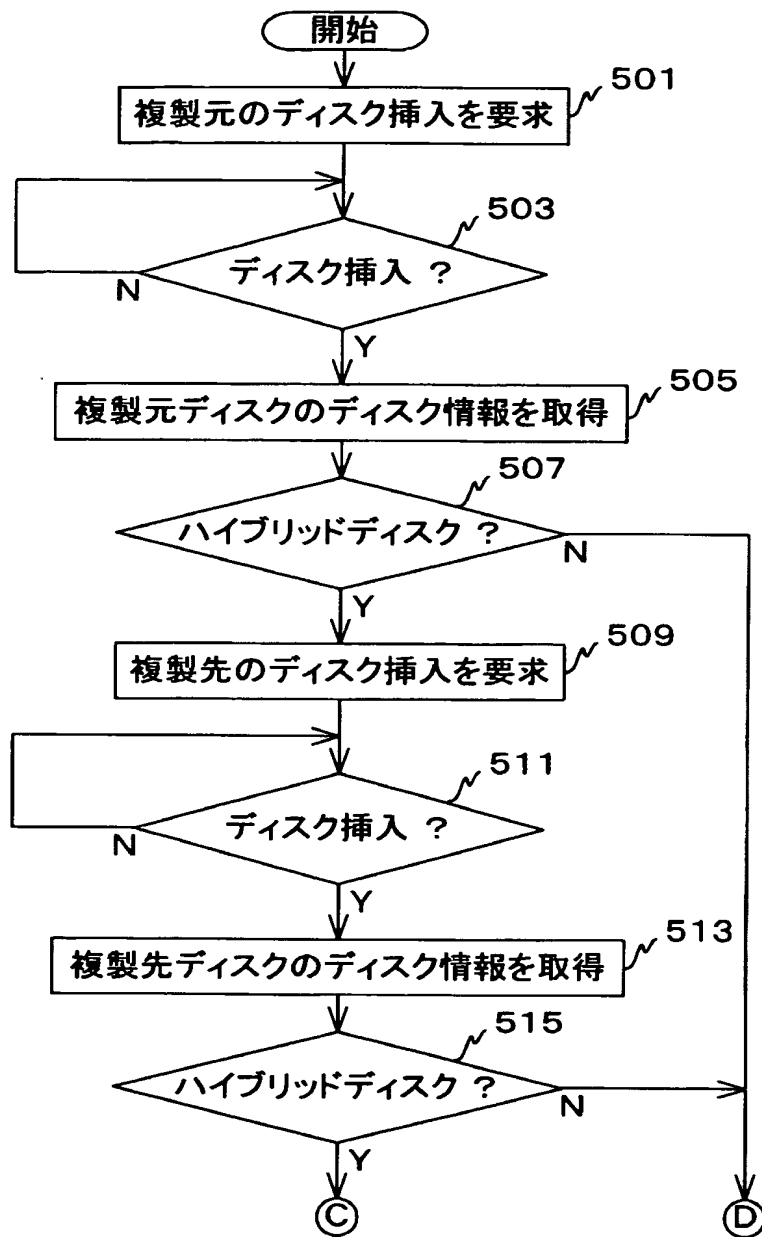 開始
複製元のディスク挿入を要求
501
503
ディスク挿入 ?
N
Y
複製元ディスクのディスク情報を取得
505
507
ハイブリッドディスク ?
N
Y
複製先のディスク挿入を要求
509
511
ディスク挿入 ?
N
Y
複製先ディスクのディスク情報を取得
513
515
ハイブリッドディスク ?
N
Y
C
D